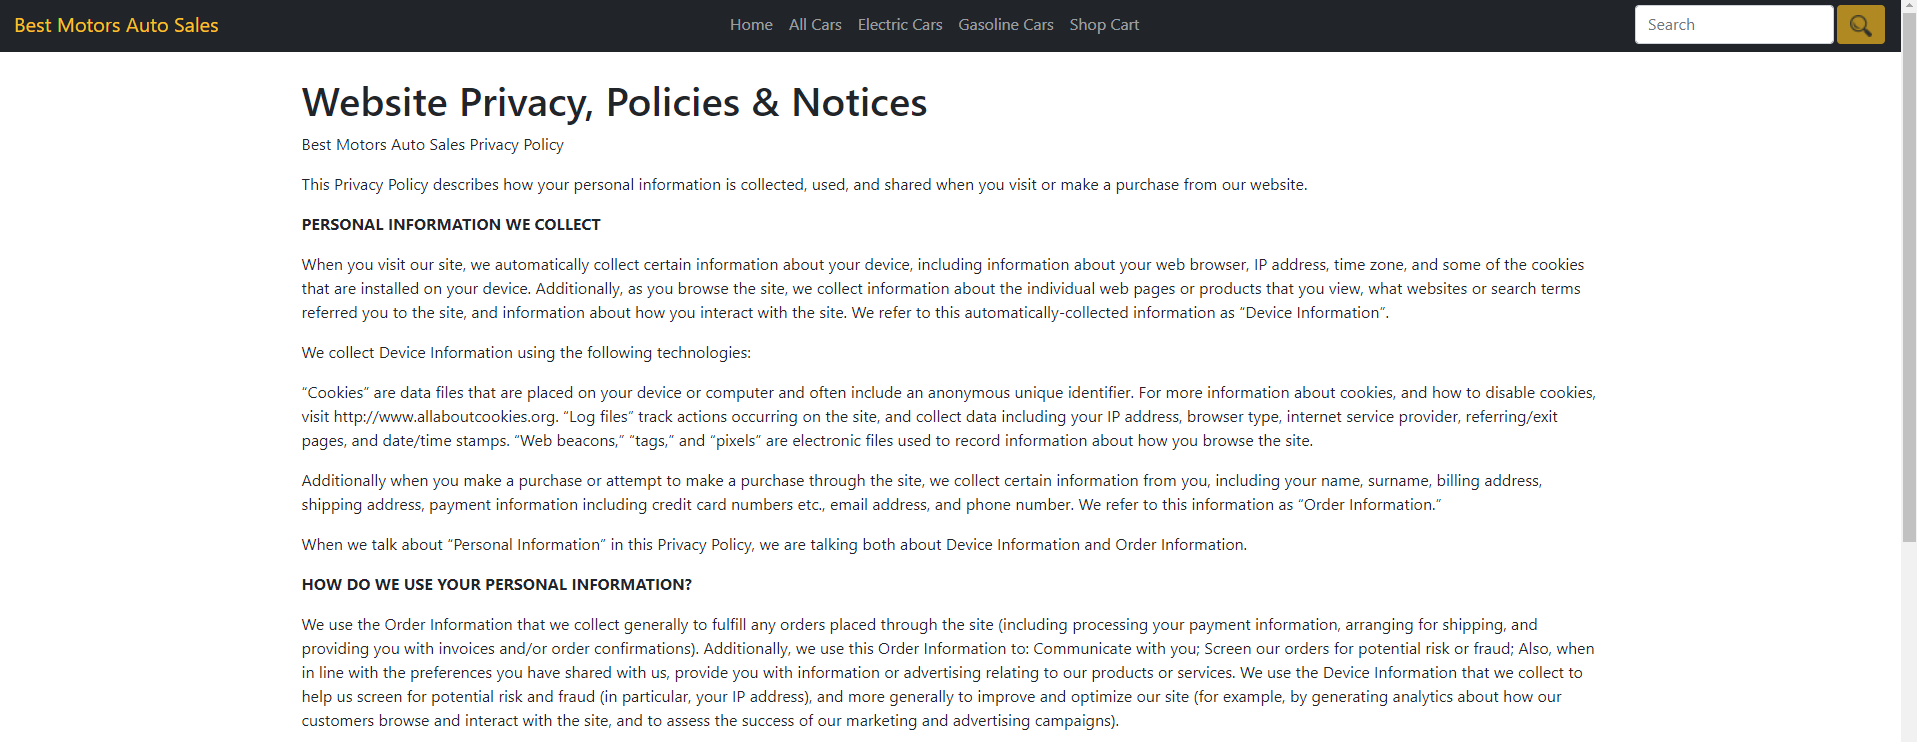 Best Motors Auto Sales
Home All Cars Electric Cars Gasoline Cars Shop Cart
Search
Website Privacy, Policies & Notices
Best Motors Auto Sales Privacy Policy
This Privacy Policy describes how your personal information is collected, used, and shared when you visit or make a purchase from our website.
PERSONAL INFORMATION WE COLLECT
When you visit our site, we automatically collect certain information about your device, including information about your web browser, IP address, time zone, and some of the cookies
that are installed on your device. Additionally, as you browse the site, we collect information about the individual web pages or products that you view, what websites or search terms
referred you to the site, and information about how you interact with the site. We refer to this automatically-collected information as “Device Information”.
We collect Device Information using the following technologies:
“Cookies” are data files that are placed on your device or computer and often include an anonymous unique identifier. For more information about cookies, and how to disable cookies,
visit http://www.allaboutcookies.org. “Log files” track actions occurring on the site, and collect data including your IP address, browser type, internet service provider, referring/exit
pages, and date/time stamps. “Web beacons,” “tags,” and “pixels” are electronic files used to record information about how you browse the site.
Additionally when you make a purchase or attempt to make a purchase through the site, we collect certain information from you, including your name, surname, billing address,
shipping address, payment information including credit card numbers etc., email address, and phone number. We refer to this information as “Order Information.”
When we talk about “Personal Information” in this Privacy Policy, we are talking both about Device Information and Order Information.
HOW DO WE USE YOUR PERSONAL INFORMATION?
We use the Order Information that we collect generally to fulfill any orders placed through the site (including processing your payment information, arranging for shipping, and
providing you with invoices and/or order confirmations). Additionally, we use this Order Information to: Communicate with you; Screen our orders for potential risk or fraud; Also, when
in line with the preferences you have shared with us, provide you with information or advertising relating to our products or services. We use the Device Information that we collect to
help us screen for potential risk and fraud (in particular, your IP address), and more generally to improve and optimize our site (for example, by generating analytics about how our
customers browse and interact with the site, and to assess the success of our marketing and advertising campaigns).